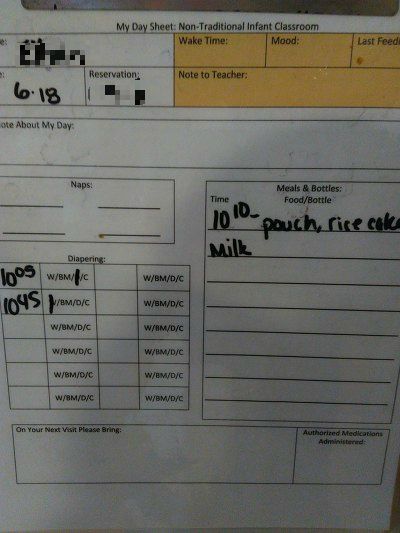 My Day Sheet: Non-Traditional Infant Classroom
e:
Wake Time:
Mood:
Last Feedi
e: 6.18
Reservation:
Note to Teacher:
ote About My Day:
Naps:
Meals & Bottles:
Time Food/Bottle
10 10- pouch, rice cake
Milk
Diapering:
10 05 W/BM/D/C W/BM/D/C
10 45 W/BM/D/C W/BM/D/C
W/BM/D/C W/BM/D/C
W/BM/D/C W/BM/D/C
W/BM/D/C W/BM/D/C
W/BM/D/C W/BM/D/C
On Your Next Visit Please Bring:
Authorized Medications
Administered: